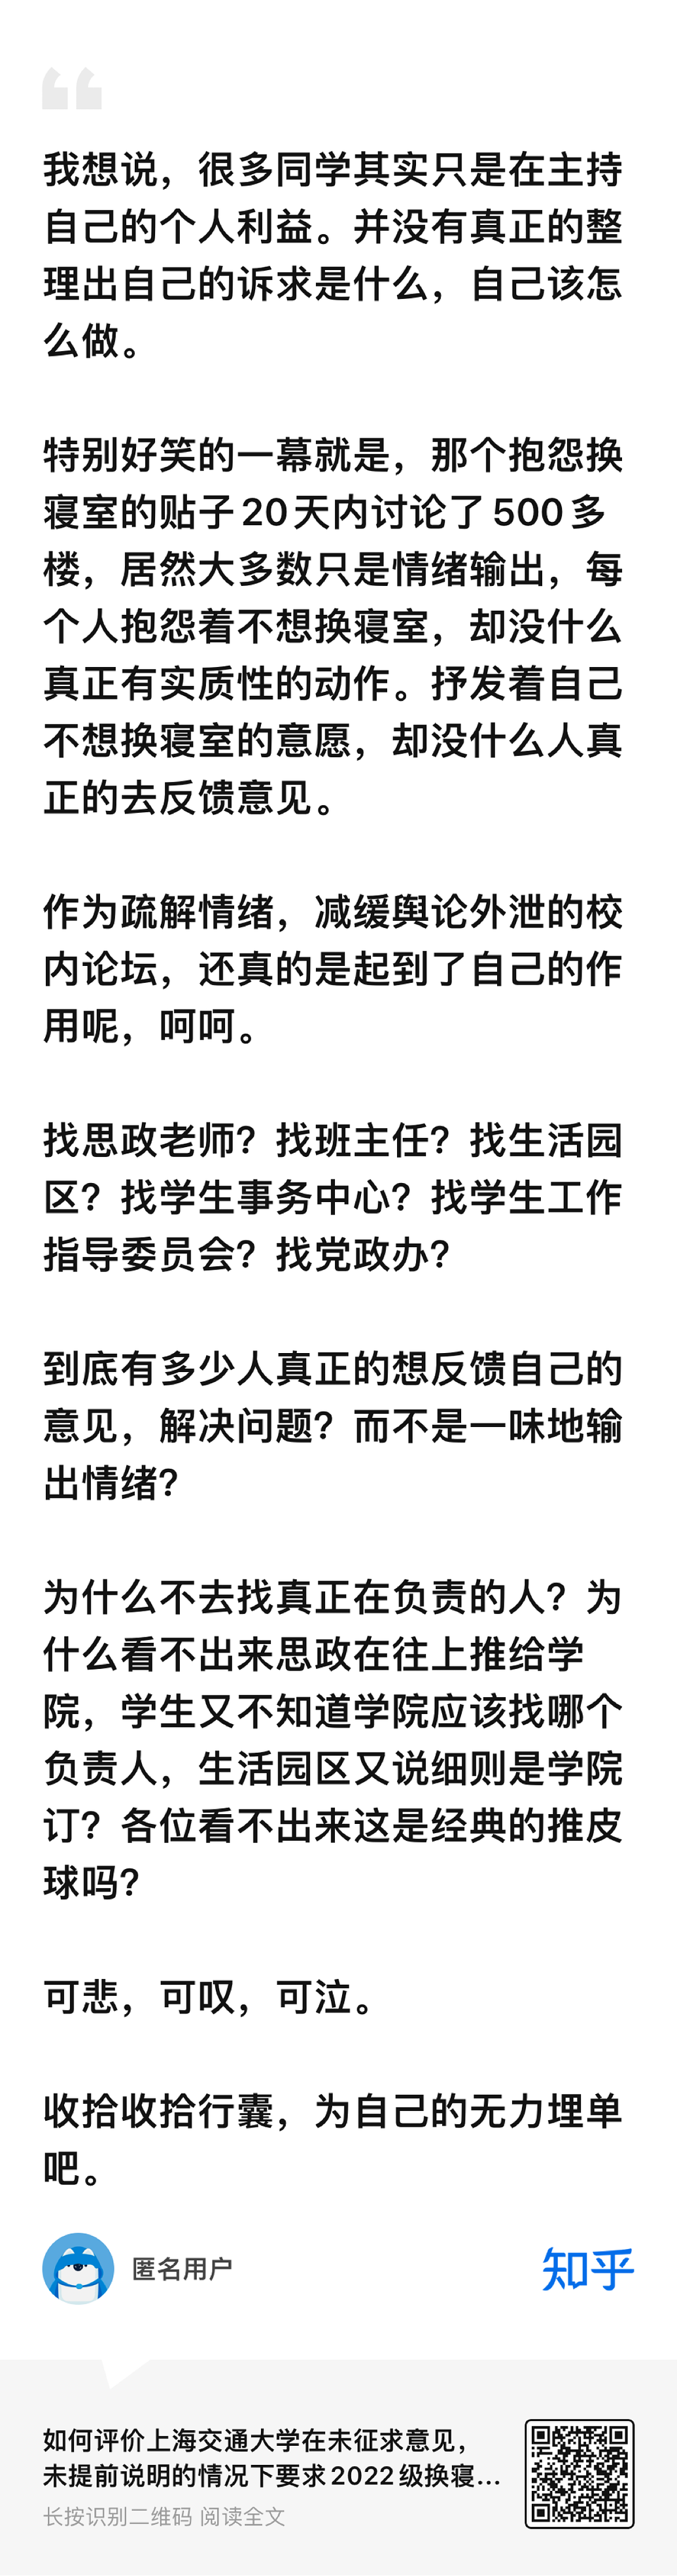 我想说，很多同学其实只是在主持
自己的个人利益。并没有真正的整
理出自己的诉求是什么，自己该怎
么做。
特别好笑的一幕就是，那个抱怨换
寝室的贴子20天内讨论了500多
楼，居然大多数只是情绪输出，每
个人抱怨着不想换寝室，却没什么
真正有实质性的动作。抒发着自己
不想换寝室的意愿，却没什么人真
正的去反馈意见。
作为疏解情绪，减缓舆论外泄的校
内论坛，还真的是起到了自己的作
用呢，呵呵。
找思政老师？找班主任？找生活园
区？找学生事务中心？找学生工作
指导委员会？找党政办？
到底有多少人真正的想反馈自己的
意见，解决问题？而不是一味地输
出情绪？
为什么不去找真正在负责的人？为
什么看不出来思政在往上推给学
院，学生又不知道学院应该找哪个
负责人，生活园区又说细则是学院
订？各位看不出来这是经典的推皮
球吗？
可悲，可叹，可泣。
收拾收拾行囊，为自己的无力埋单
吧。
匿名用户
知乎
如何评价上海交通大学在未征求意见，
未提前说明的情况下要求2022级换寝...
长按识别二维码 阅读全文